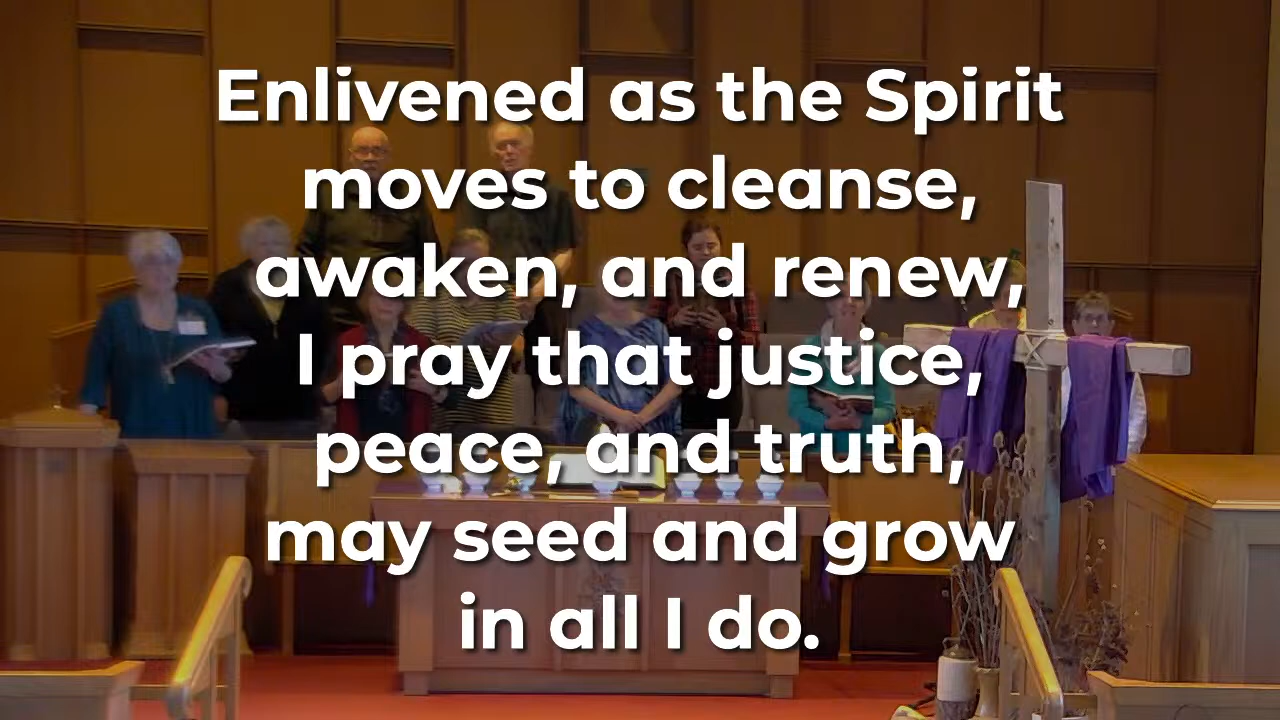 Enlivened as the Spirit
moves to cleanse,
awaken, and renew,
I pray that justice,
peace, and truth,
may seed and grow
in all I do.